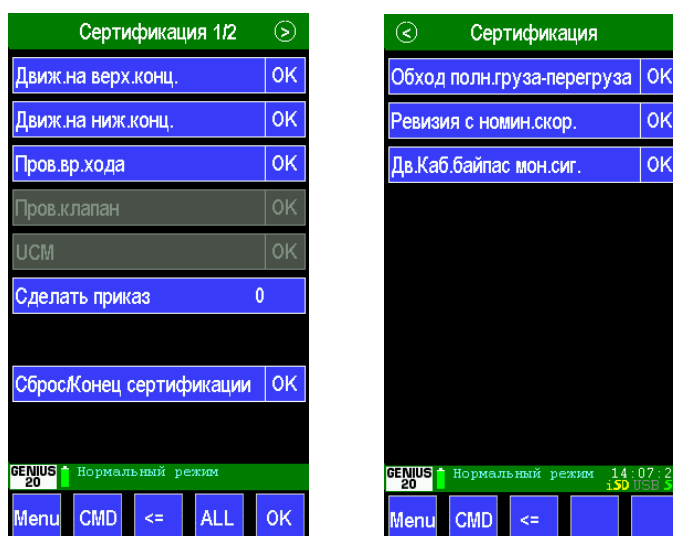 Сертификация 1/2 >
Движ.на верх.конц. OK
Движ.на ниж.конц. OK
Пров.вр.хода OK
Пров.клапан OK
UCM OK
Сделать приказ 0
Сброс/Конец сертификации OK
GENIUS 20 Нормальный режим
Menu CMD <= ALL OK
< Сертификация
Обход полн.груза-перегруза OK
Ревизия с номин.скор. OK
Дв.Каб.байпас мон.сиг. OK
GENIUS 20 Нормальный режим 14:07:2
iSD USB S
Menu CMD <=